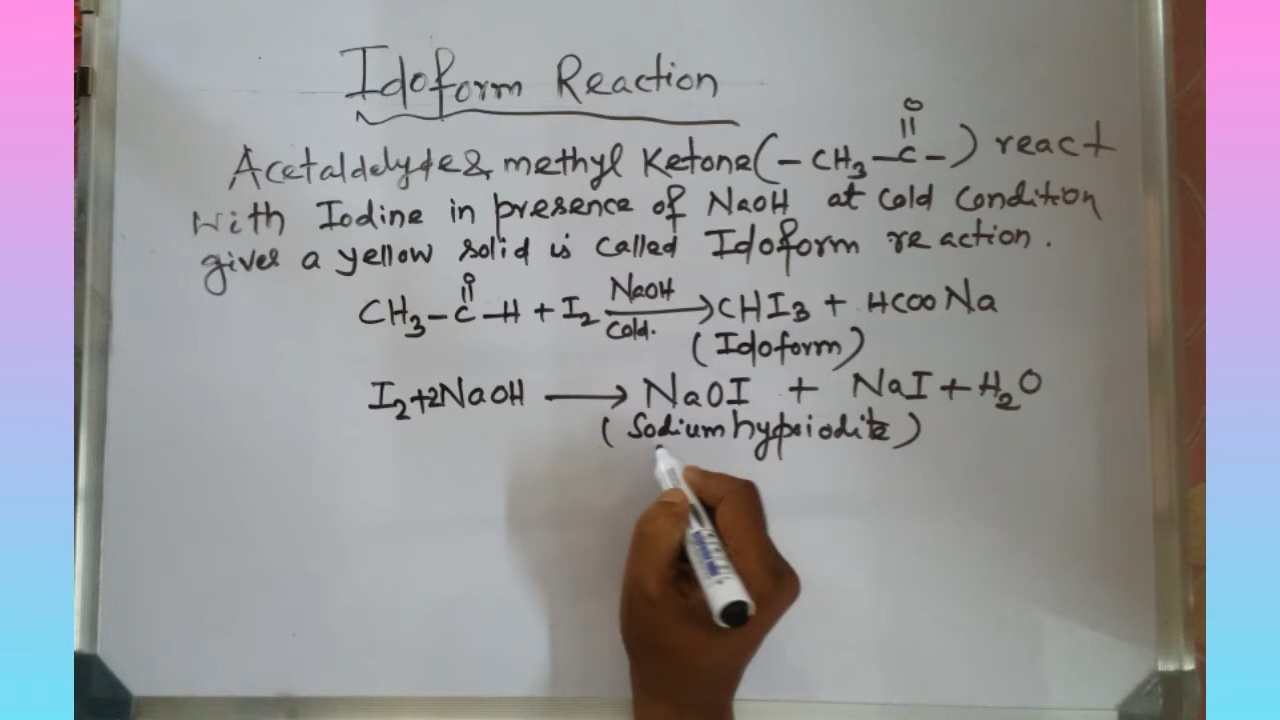 Idoform Reaction
O
||
Acetaldelyte & methyl Ketone (– CH3 – C – ) react
with Iodine in presence of NaOH at cold condition
gives a yellow solid is called Idoform reaction.
O
||
CH3 – C – H + I2 NaOH → CHI3 + HCOONa
Cold.
(Idoform)
I2 + 2NaOH → NaOI + NaI + H2O
(Sodium hypoiodite)